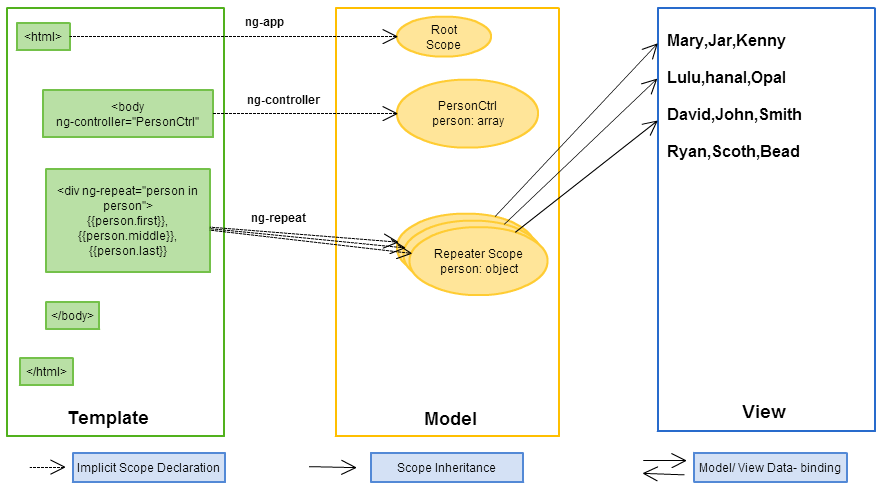 <html>
ng-app
Root
Scope
<body
ng-controller="PersonCtrl"
ng-controller
PersonCtrl
person: array
<div ng-repeat="person in
person">
{{person.first}},
{{person.middle}},
{{person.last}}
ng-repeat
Repeater Scope
person: object
</body>
</html>
Template
Model
Mary,Jar,Kenny
Lulu,hanal,Opal
David,John,Smith
Ryan,Scoth,Bead
View
Implicit Scope Declaration
Scope Inheritance
Model/ View Data- binding